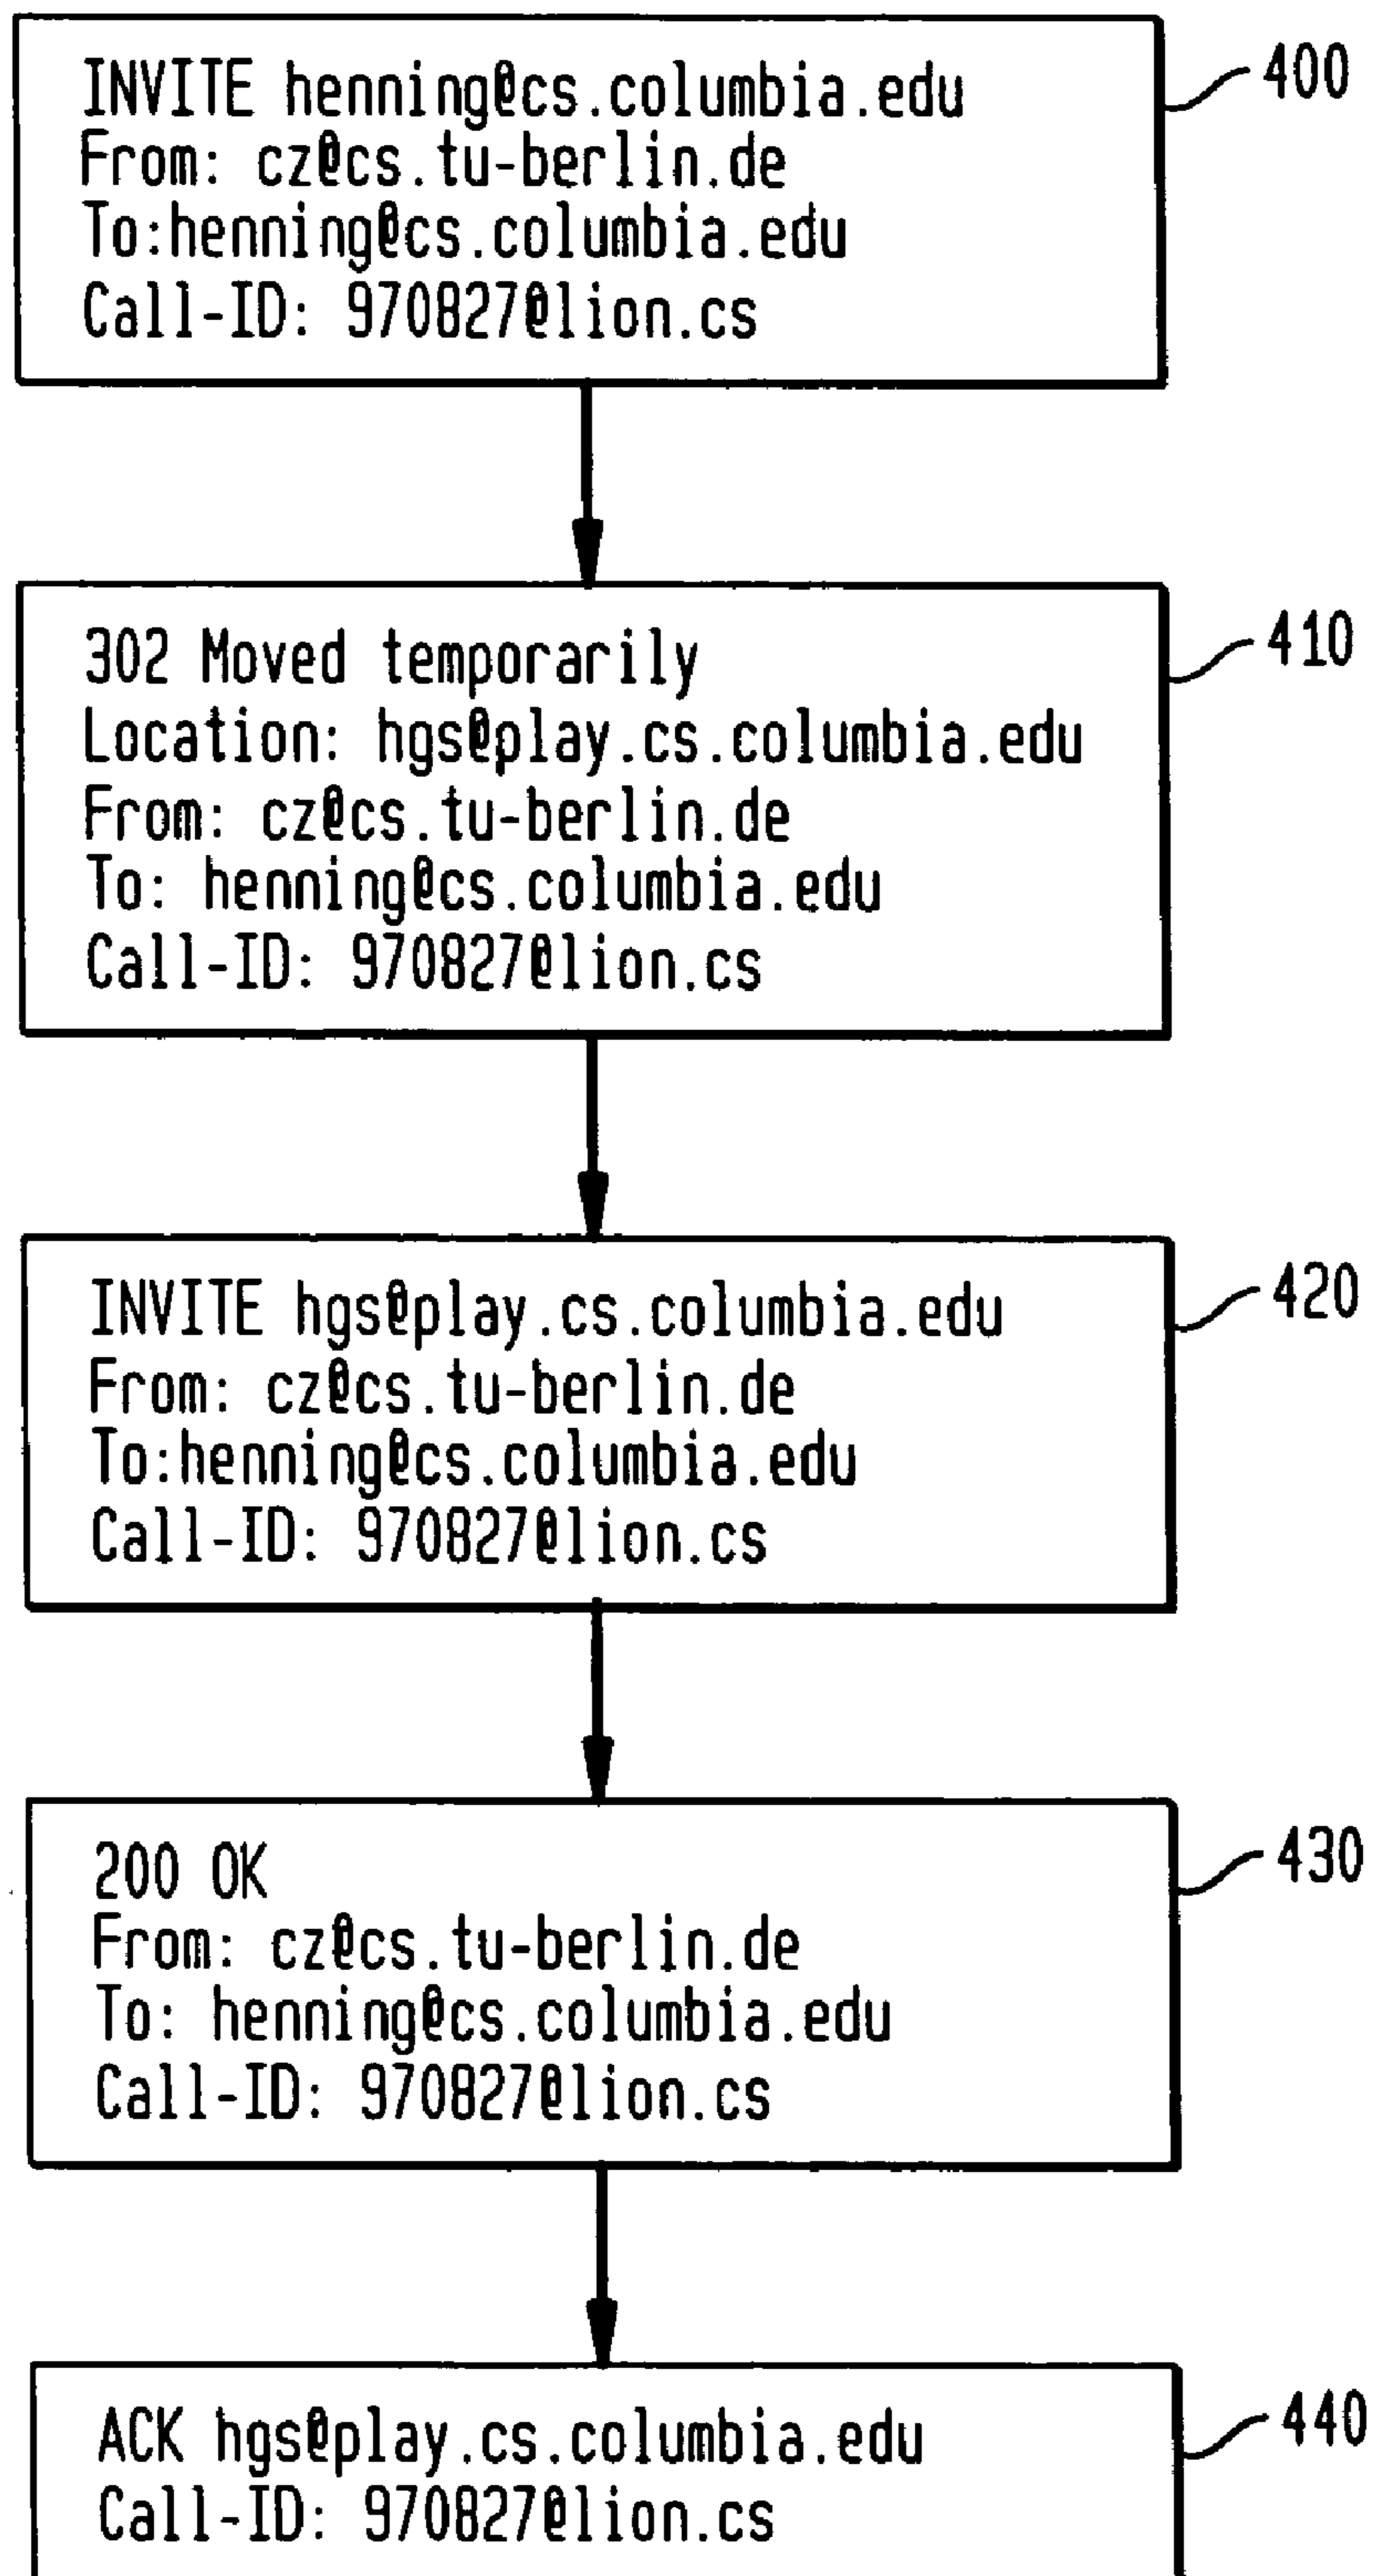 INVITE henning@cs.columbia.edu
From: cz@cs.tu-berlin.de
To:henning@cs.columbia.edu
Call-ID: 970827@lion.cs
400
302 Moved temporarily
Location: hgs@play.cs.columbia.edu
From: cz@cs.tu-berlin.de
To: henning@cs.columbia.edu
Call-ID: 970827@lion.cs
410
INVITE hgs@play.cs.columbia.edu
From: cz@cs.tu-berlin.de
To:henning@cs.columbia.edu
Call-ID: 970827@lion.cs
420
200 OK
From: cz@cs.tu-berlin.de
To: henning@cs.columbia.edu
Call-ID: 970827@lion.cs
430
ACK hgs@play.cs.columbia.edu
Call-ID: 970827@lion.cs
440